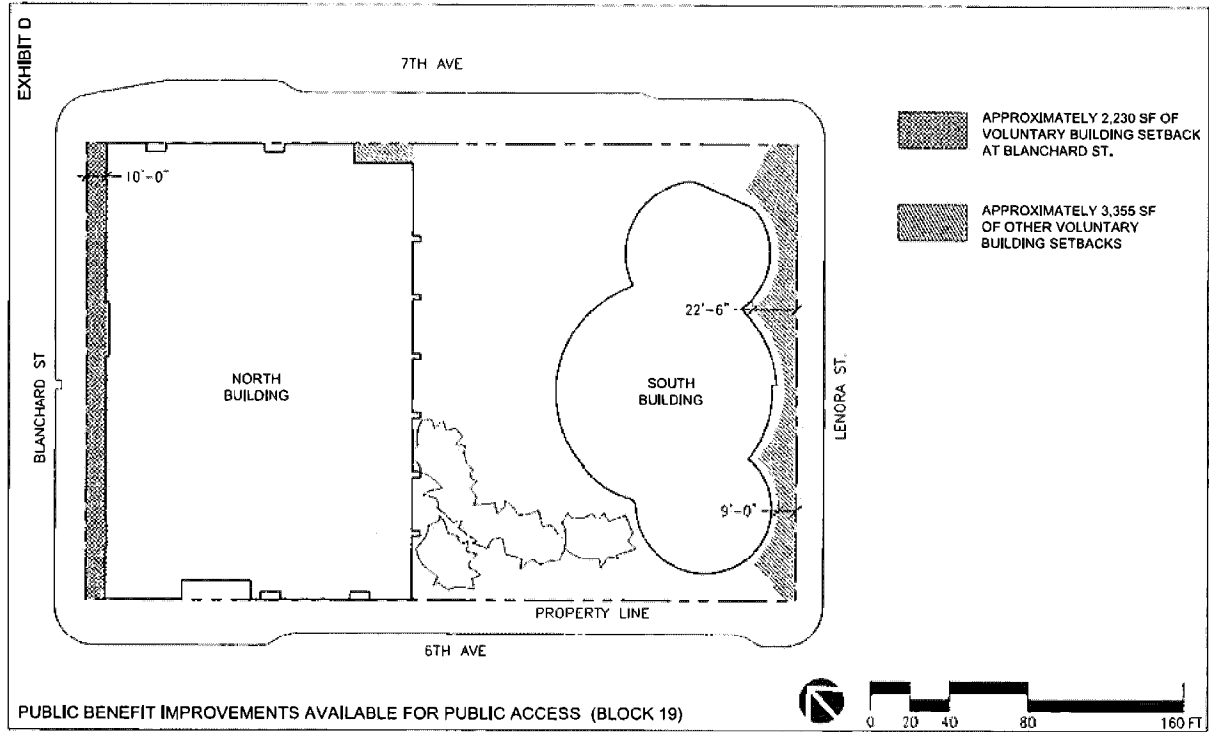 EXHIBIT D
7TH AVE
APPROXIMATELY 2,230 SF OF
VOLUNTARY BUILDING SETBACK
AT BLANCHARD ST.
10'-0"
APPROXIMATELY 3,355 SF
OF OTHER VOLUNTARY
BUILDING SETBACKS
22'-6"
BLANCHARD ST
NORTH
BUILDING
SOUTH
BUILDING
LENORA ST.
9'-0"
PROPERTY LINE
6TH AVE
PUBLIC BENEFIT IMPROVEMENTS AVAILABLE FOR PUBLIC ACCESS (BLOCK 19)
0 20 40 80 160 FT